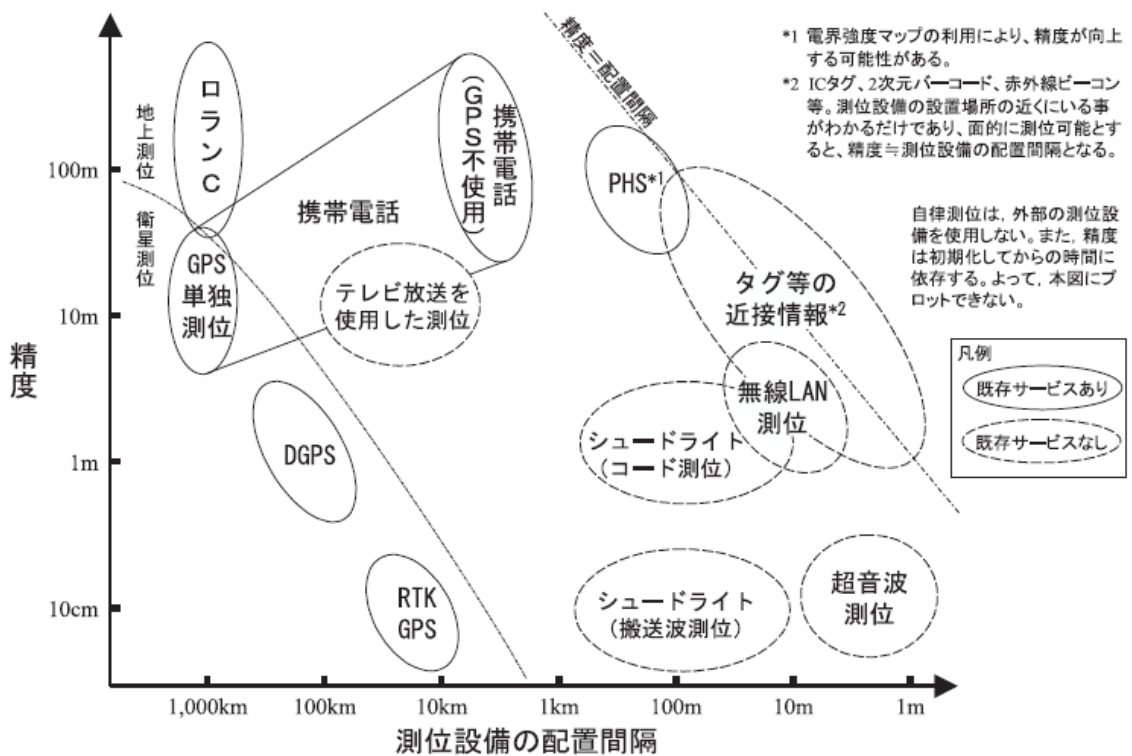 精度
100m
10m
1m
10cm
1,000km
100km
10km
1km
100m
10m
1m
測位設備の配置間隔
地上測位
衛星測位
ロランC
GPS
単独
測位
携帯電話
携帯電話
(GPS不使用)
テレビ放送を
使用した測位
DGPS
RTK
GPS
精度＝配置間隔
PHS*1
タグ等の
近接情報*2
無線LAN
測位
シュードライト
(コード測位)
シュードライト
(搬送波測位)
超音波
測位
*1 電界強度マップの利用により、精度が向上
する可能性がある。
*2 ICタグ、2次元バーコード、赤外線ビーコン
等。測位設備の設置場所の近くにいる事
がわかるだけであり、面的に測位可能とす
ると、精度≒測位設備の配置間隔となる。
自律測位は，外部の測位設
備を使用しない。また，精度
は初期化してからの時間に
依存する。よって，本図にプ
ロットできない。
凡例
既存サービスあり
既存サービスなし